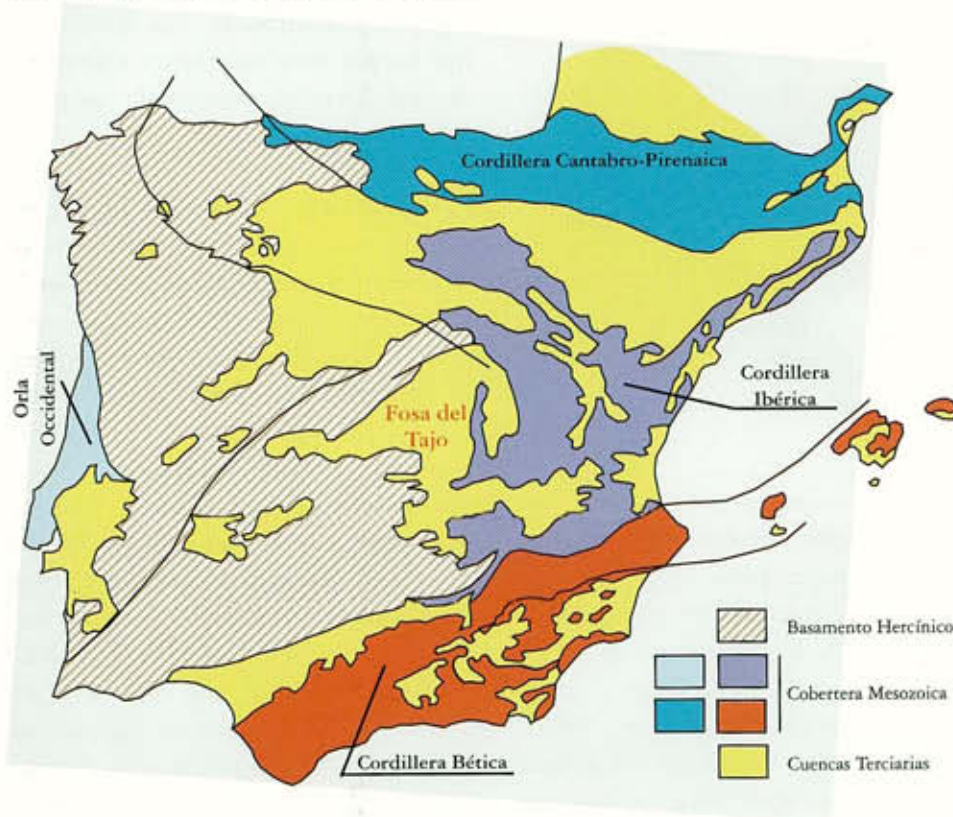 Cordillera Cantabro-Pirenaica
Orla
Occidental
Fosa del
Tajo
Cordillera
Ibérica
Cordillera Bética
Basamento Hercínico
Cobertera Mesozoica
Cuencas Terciarias